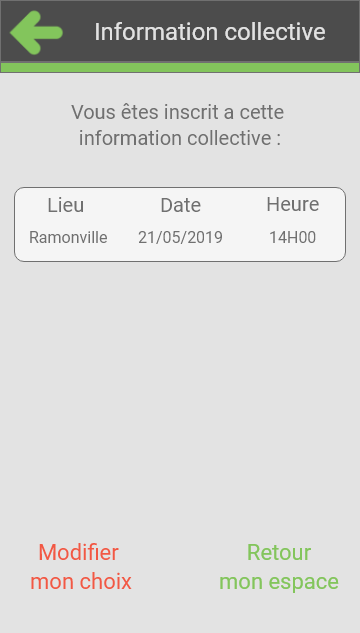 Information collective
Vous êtes inscrit a cette
information collective :
Lieu Date Heure
Ramonville 21/05/2019 14H00
Modifier
mon choix
Retour
mon espace